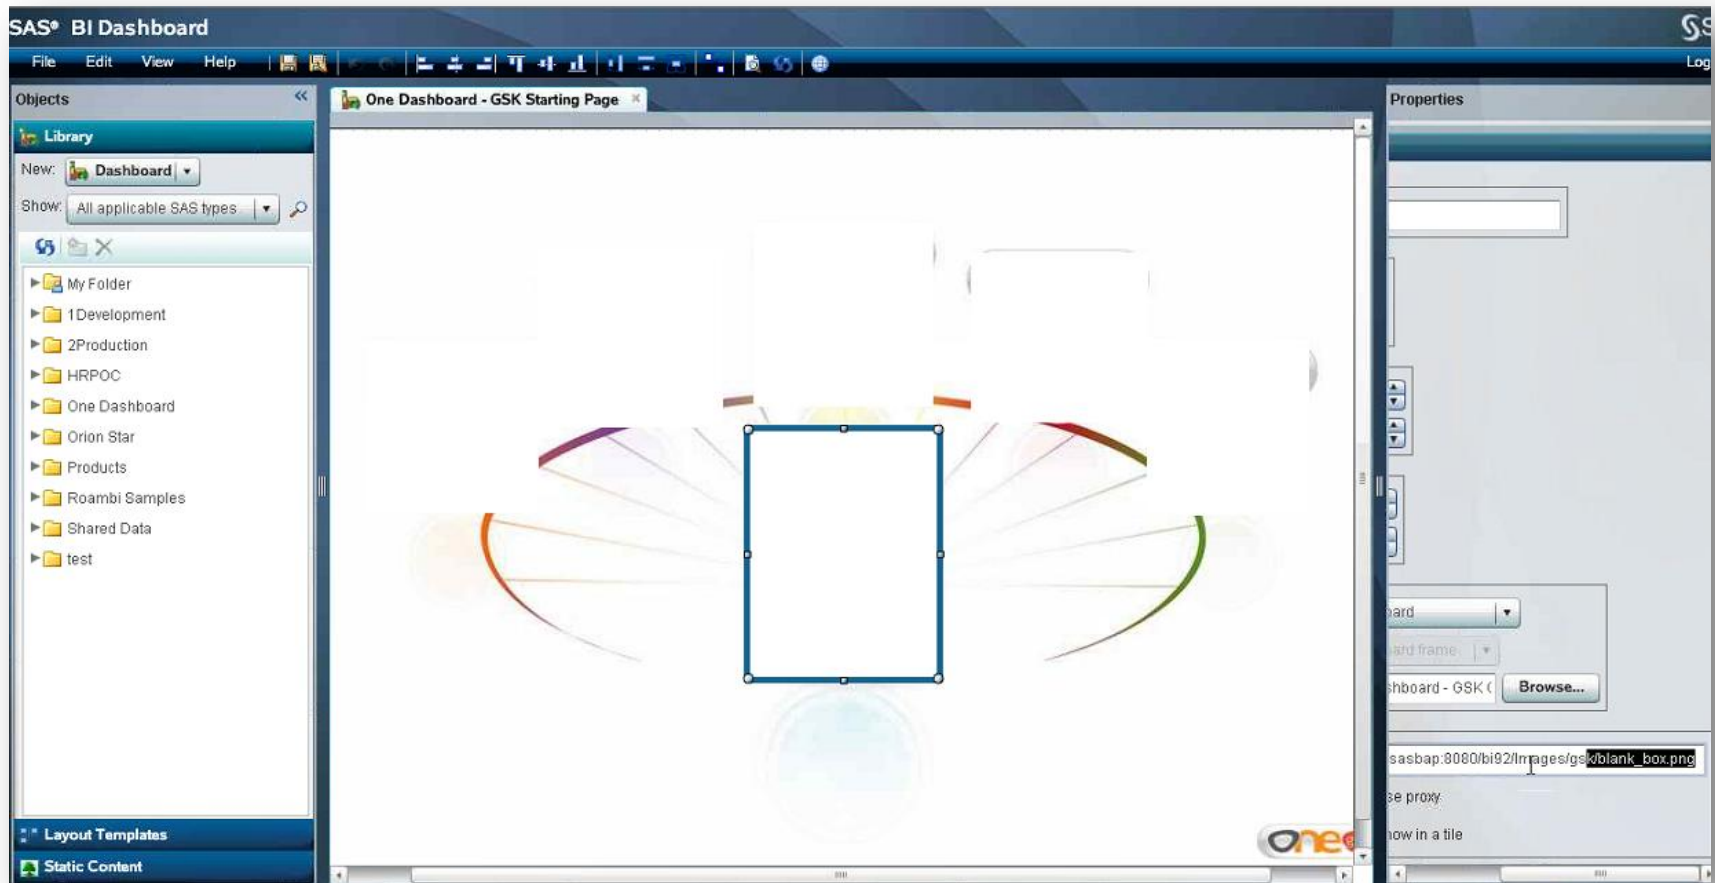 SAS® BI Dashboard
File Edit View Help
Log
Objects
One Dashboard - GSK Starting Page
Properties
Library
New: Dashboard
Show: All applicable SAS types
My Folder
1Development
2Production
HRPOC
One Dashboard
Orion Star
Products
Roambi Samples
Shared Data
test
ard frame
hboard - GSK
Browse...
sasbap:8080/bi92/Images/gsk/blank_box.png
se proxy
ow in a tile
one
Layout Templates
Static Content